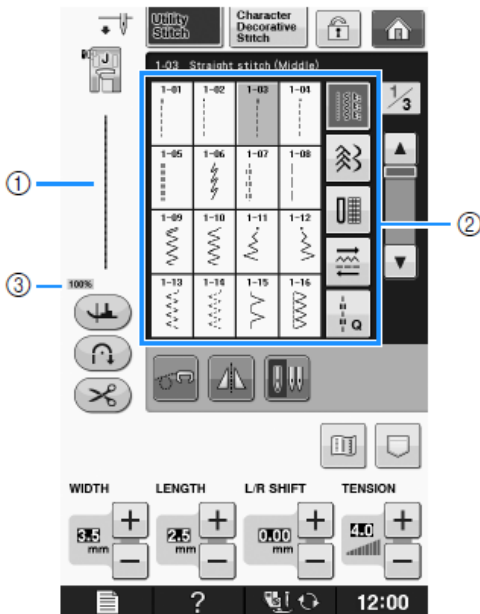 Utility Stitch
Character Decorative Stitch
J
1-03 Straight stitch (Middle)
1/3
1-01 1-02 1-03 1-04
1-05 1-06 1-07 1-08
①
②
1-09 1-10 1-11 1-12
③ 100%
1-13 1-14 1-15 1-16
Q
WIDTH LENGTH L/R SHIFT TENSION
3.5 mm + − 2.5 mm + − 0.00 mm + − 4.0 + −
? 12:00